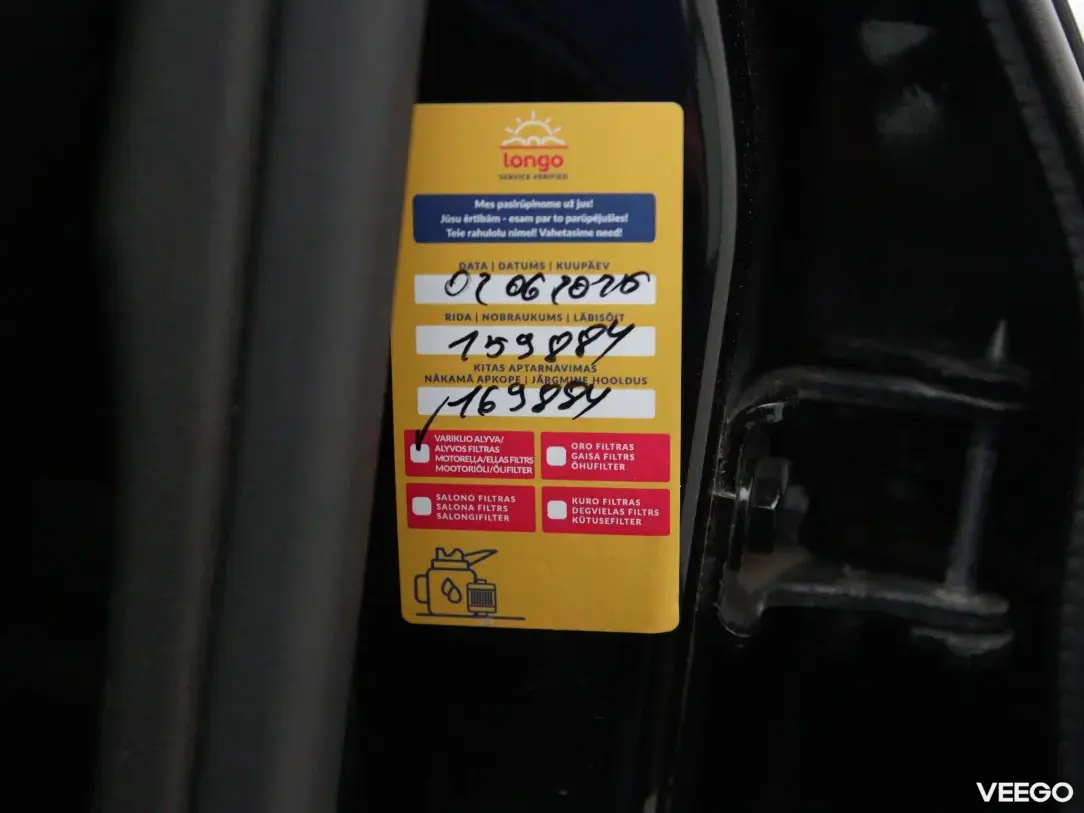 longo
SERVICE VERIFIED
Mes pasirūpinome už jus!
Jūsu ērtībām - esam par to parūpējušies!
Teie rahulolu nimel! Vahetasime need!
DATA | DATUMS | KUUPÄEV
02 06 2025
RIDA | NOBRAUKUMS | LÄBISÕIT
159884
KITAS APTARNAVIMAS
NĀKAMĀ APKOPE | JÄRGMINE HOOLDUS
169884
VARIKLIO ALYVA/
ALYVOS FILTRAS
MOTORELLA/ELLAS FILTRS
MOOTORIÕLI/ÕLIFILTER
ORO FILTRAS
GAISA FILTRS
ÕHUFILTER
SALONO FILTRAS
SALONA FILTRS
SALONGIFILTER
KURO FILTRAS
DEGVIELAS FILTRS
KÜTUSEFILTER
VEEGO